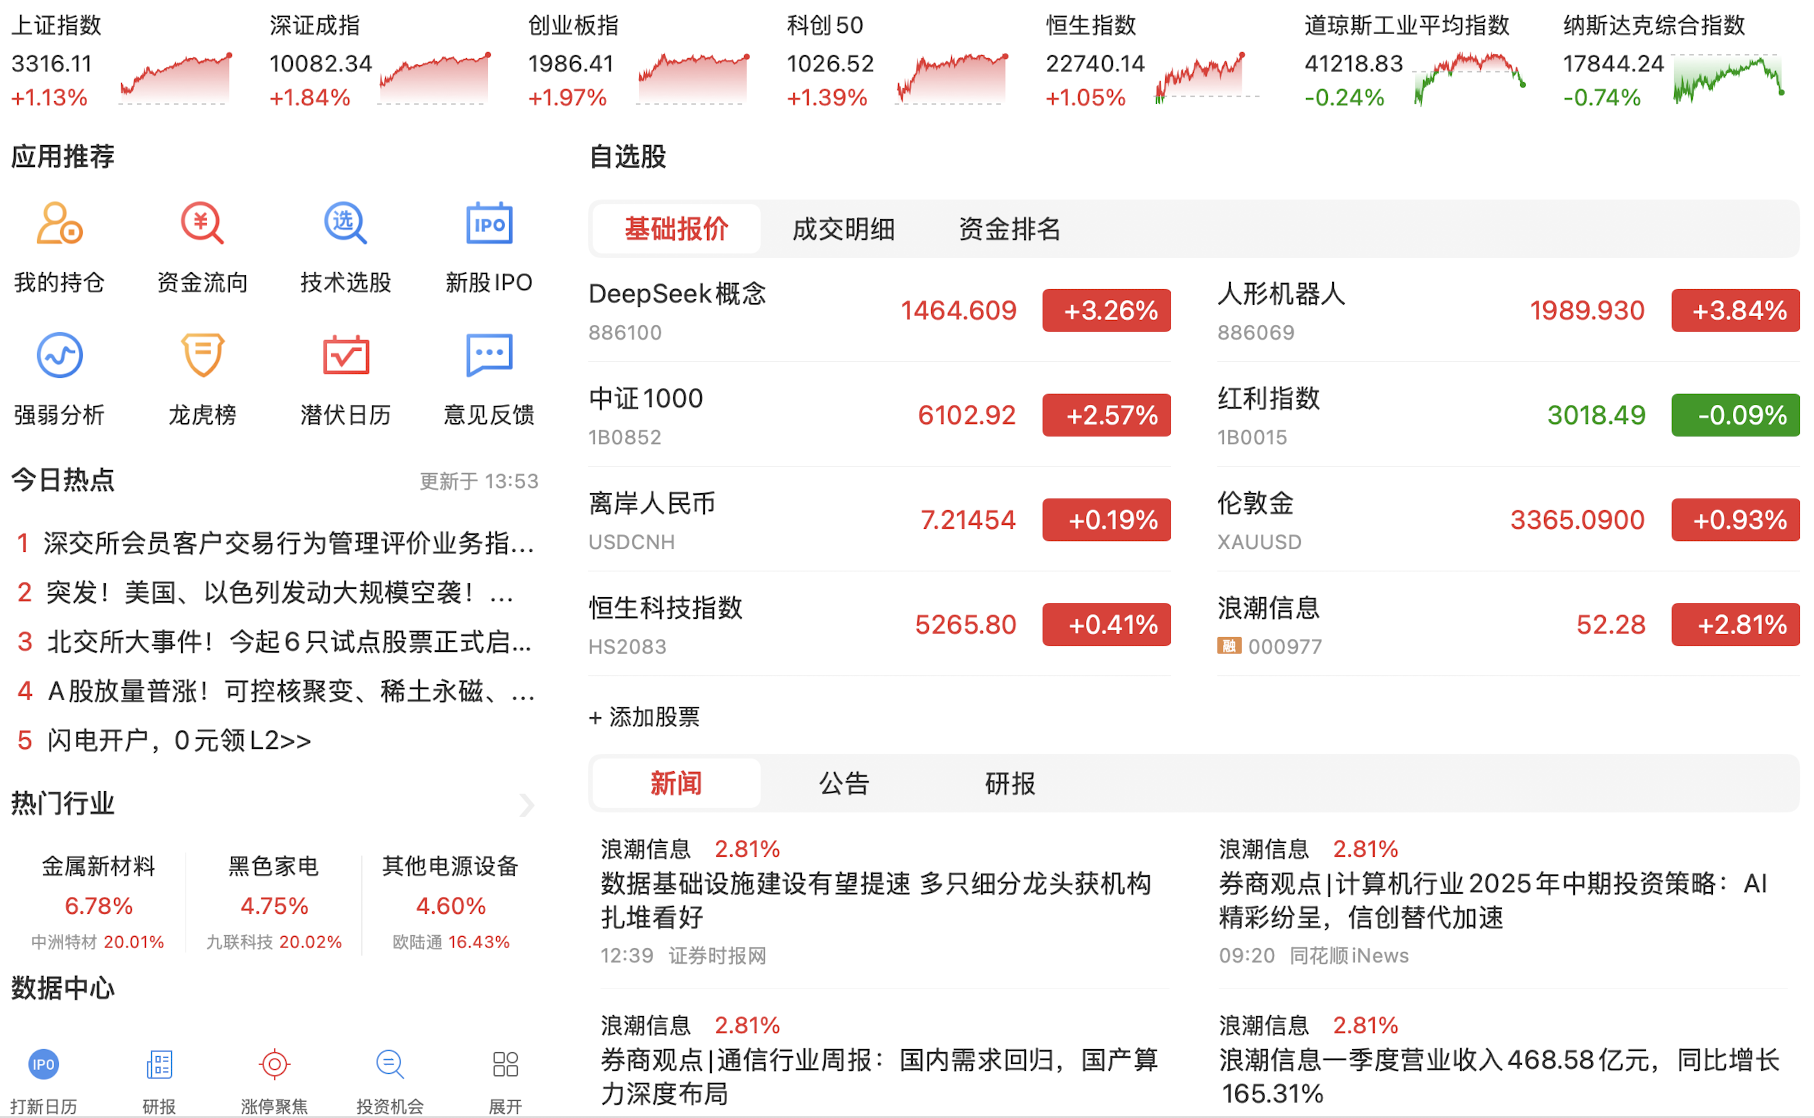 上证指数
3316.11
+1.13%
深证成指
10082.34
+1.84%
创业板指
1986.41
+1.97%
科创50
1026.52
+1.39%
恒生指数
22740.14
+1.05%
道琼斯工业平均指数
41218.83
-0.24%
纳斯达克综合指数
17844.24
-0.74%
应用推荐
我的持仓
资金流向
选
技术选股
IPO
新股IPO
强弱分析
龙虎榜
潜伏日历
意见反馈
今日热点
更新于 13:53
1 深交所会员客户交易行为管理评价业务指...
2 突发！美国、以色列发动大规模空袭！...
3 北交所大事件！今起6只试点股票正式启...
4 A股放量普涨！可控核聚变、稀土永磁、...
5 闪电开户，0元领L2>>
热门行业
金属新材料
6.78%
中洲特材 20.01%
黑色家电
4.75%
九联科技 20.02%
其他电源设备
4.60%
欧陆通 16.43%
数据中心
IPO
打新日历
研报
涨停聚焦
投资机会
展开
自选股
基础报价 成交明细 资金排名
DeepSeek概念
886100
1464.609
+3.26%
人形机器人
886069
1989.930
+3.84%
中证1000
1B0852
6102.92
+2.57%
红利指数
1B0015
3018.49
-0.09%
离岸人民币
USDCNH
7.21454
+0.19%
伦敦金
XAUUSD
3365.0900
+0.93%
恒生科技指数
HS2083
5265.80
+0.41%
浪潮信息
融 000977
52.28
+2.81%
+ 添加股票
新闻 公告 研报
浪潮信息 2.81%
数据基础设施建设有望提速 多只细分龙头获机构
扎堆看好
12:39 证券时报网
浪潮信息 2.81%
券商观点|计算机行业2025年中期投资策略：AI
精彩纷呈，信创替代加速
09:20 同花顺iNews
浪潮信息 2.81%
券商观点|通信行业周报：国内需求回归，国产算
力深度布局
浪潮信息 2.81%
浪潮信息一季度营业收入468.58亿元，同比增长
165.31%